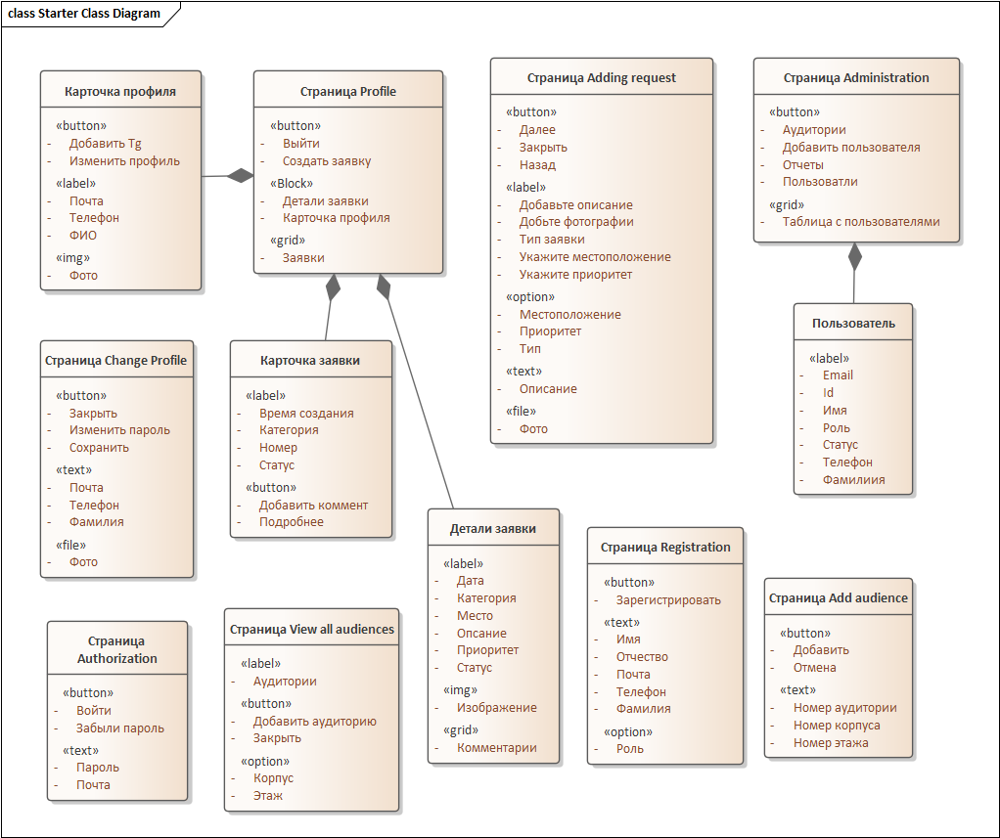 class Starter Class Diagram
Карточка профиля
«button»
- Добавить Tg
- Изменить профиль
«label»
- Почта
- Телефон
- ФИО
«img»
- Фото
Страница Profile
«button»
- Выйти
- Создать заявку
«Block»
- Детали заявки
- Карточка профиля
«grid»
- Заявки
Страница Adding request
«button»
- Далее
- Закрыть
- Назад
«label»
- Добавьте описание
- Добьте фотографии
- Тип заявки
- Укажите местоположение
- Укажите приоритет
«option»
- Местоположение
- Приоритет
- Тип
«text»
- Описание
«file»
- Фото
Страница Administration
«button»
- Аудитории
- Добавить пользователя
- Отчеты
- Пользоватли
«grid»
- Таблица с пользователями
Пользователь
«label»
- Email
- Id
- Имя
- Роль
- Статус
- Телефон
- Фамилиия
Страница Change Profile
«button»
- Закрыть
- Изменить пароль
- Сохранить
«text»
- Почта
- Телефон
- Фамилия
«file»
- Фото
Карточка заявки
«label»
- Время создания
- Категория
- Номер
- Статус
«button»
- Добавить коммент
- Подробнее
Детали заявки
«label»
- Дата
- Категория
- Место
- Опсание
- Приоритет
- Статус
«img»
- Изображение
«grid»
- Комментарии
Страница Registration
«button»
- Зарегистрировать
«text»
- Имя
- Отчество
- Почта
- Телефон
- Фамилия
«option»
- Роль
Страница Add audience
«button»
- Добавить
- Отмена
«text»
- Номер аудитории
- Номер корпуса
- Номер этажа
Страница
Authorization
«button»
- Войти
- Забыли пароль
«text»
- Пароль
- Почта
Страница View all audiences
«label»
- Аудитории
«button»
- Добавить аудиторию
- Закрыть
«option»
- Корпус
- Этаж